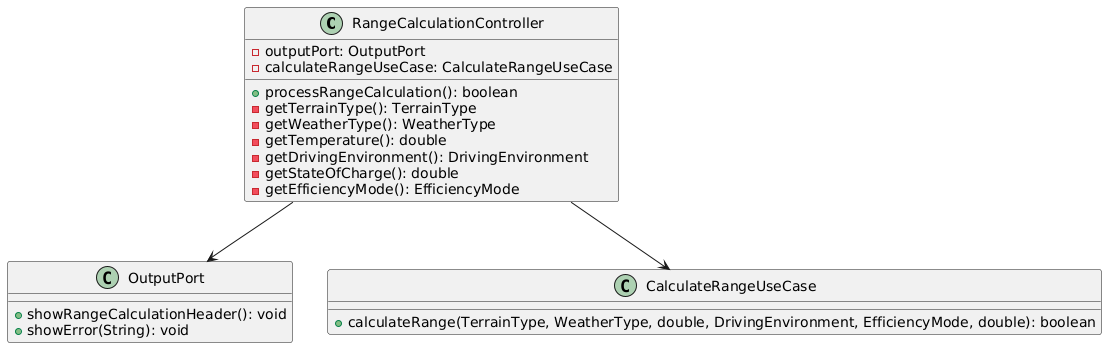 C RangeCalculationController
outputPort: OutputPort
calculateRangeUseCase: CalculateRangeUseCase
processRangeCalculation(): boolean
getTerrainType(): TerrainType
getWeatherType(): WeatherType
getTemperature(): double
getDrivingEnvironment(): DrivingEnvironment
getStateOfCharge(): double
getEfficiencyMode(): EfficiencyMode
C OutputPort
showRangeCalculationHeader(): void
showError(String): void
C CalculateRangeUseCase
calculateRange(TerrainType, WeatherType, double, DrivingEnvironment, EfficiencyMode, double): boolean